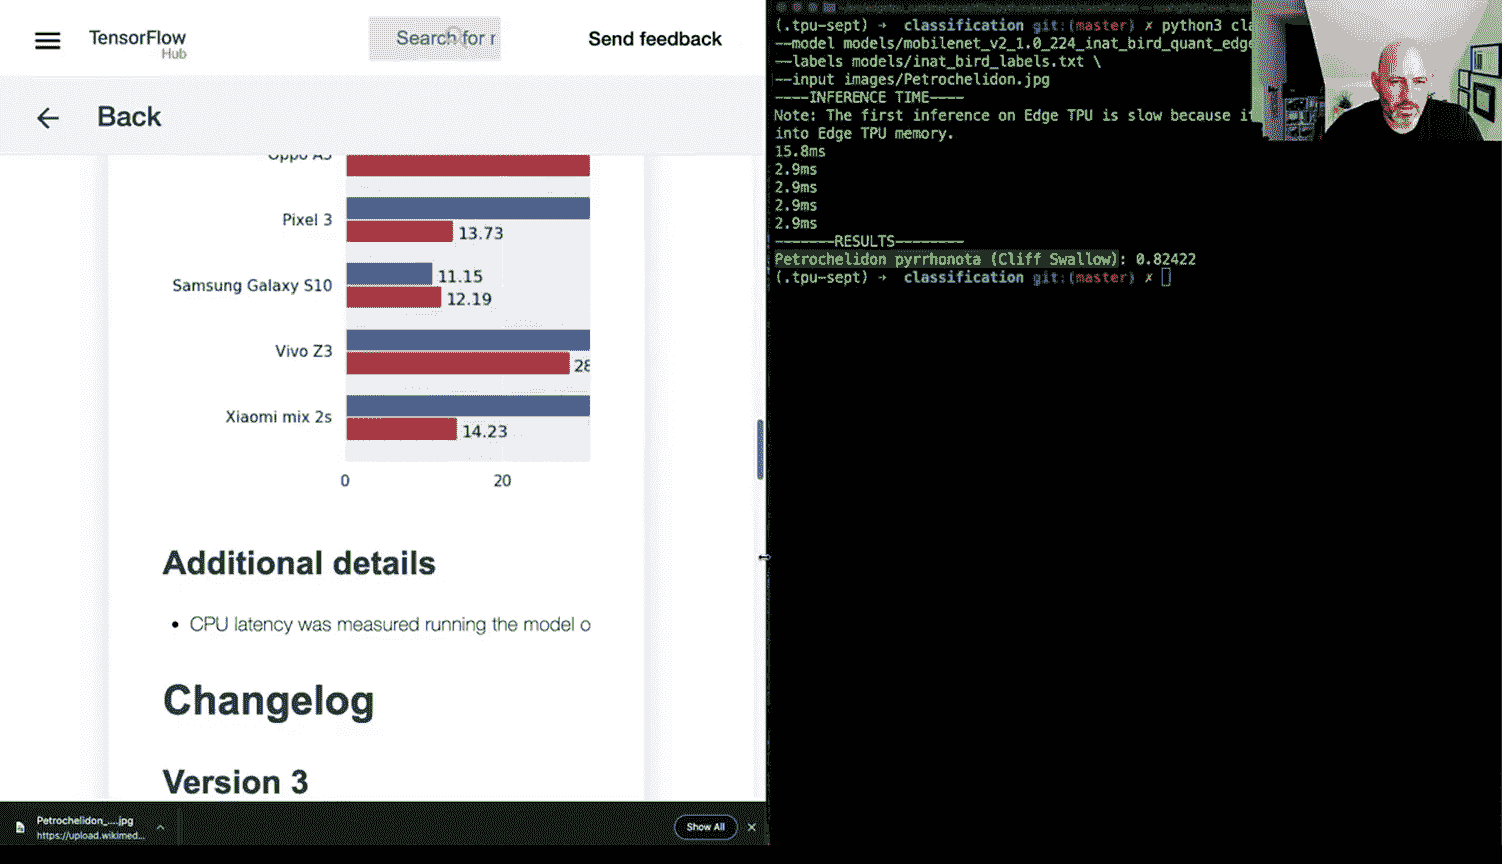 TensorFlow
Hub
Search for r
Send feedback
Back
Oppo A5
Pixel 3
13.73
Samsung Galaxy S10
11.15
12.19
Vivo Z3
28
Xiaomi mix 2s
14.23
0
20
Additional details
• CPU latency was measured running the model o
Changelog
Version 3
Petrochelidon_....jpg
https://upload.wikimed...
Show All
(.tpu-sept) → classification git:(master) ✗ python3 cla
--model models/mobilenet_v2_1.0_224_inat_bird_quant_edge
--labels models/inat_bird_labels.txt \
--input images/Petrochelidon.jpg
----INFERENCE TIME----
Note: The first inference on Edge TPU is slow because it
into Edge TPU memory.
15.8ms
2.9ms
2.9ms
2.9ms
2.9ms
-------RESULTS--------
Petrochelidon pyrrhonota (Cliff Swallow): 0.82422
(.tpu-sept) → classification git:(master) ✗